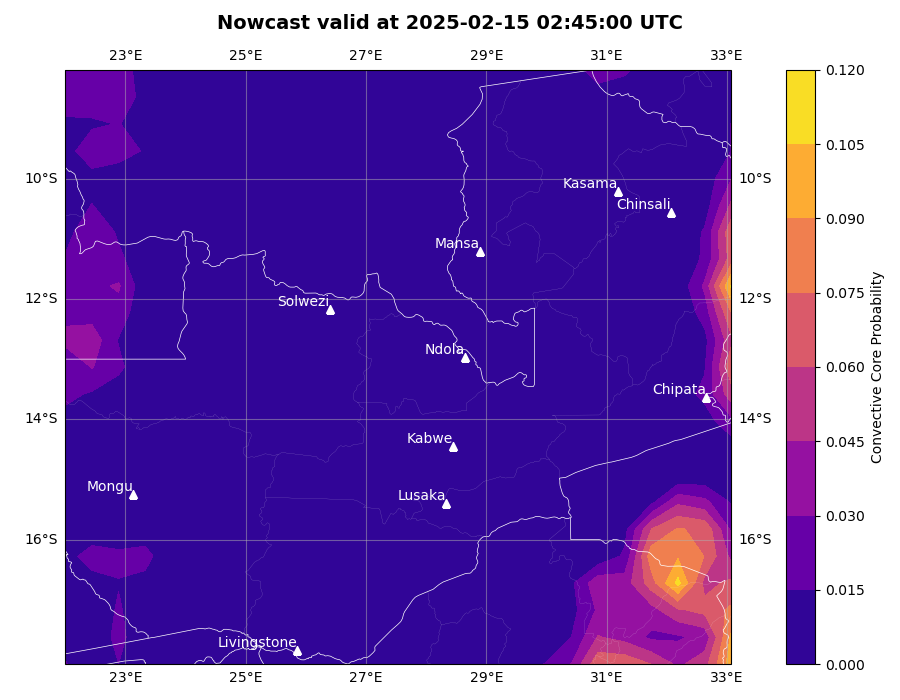 Nowcast valid at 2025-02-15 02:45:00 UTC
23°E 25°E 27°E 29°E 31°E 33°E
10°S 10°S
12°S 12°S
14°S 14°S
16°S 16°S
Kasama
Chinsali
Mansa
Solwezi
Ndola
Chipata
Kabwe
Mongu
Lusaka
Livingstone
23°E 25°E 27°E 29°E 31°E 33°E
0.120
0.105
0.090
0.075
0.060
0.045
0.030
0.015
0.000
Convective Core Probability